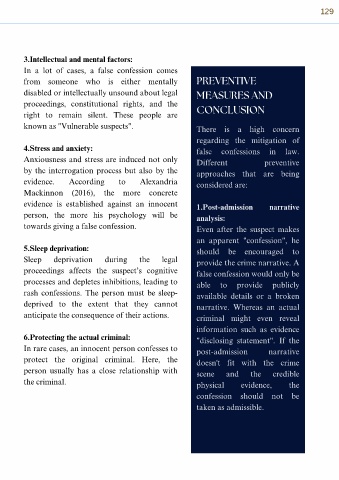 129
3.Intellectual and mental factors:
In a lot of cases, a false confession comes
from someone who is either mentally
disabled or intellectually unsound about legal
proceedings, constitutional rights, and the
right to remain silent. These people are
known as "Vulnerable suspects".
4.Stress and anxiety:
Anxiousness and stress are induced not only
by the interrogation process but also by the
evidence. According to Alexandria
Mackinnon (2016), the more concrete
evidence is established against an innocent
person, the more his psychology will be
towards giving a false confession.
5.Sleep deprivation:
Sleep deprivation during the legal
proceedings affects the suspect's cognitive
processes and depletes inhibitions, leading to
rash confessions. The person must be sleep-
deprived to the extent that they cannot
anticipate the consequence of their actions.
6.Protecting the actual criminal:
In rare cases, an innocent person confesses to
protect the original criminal. Here, the
person usually has a close relationship with
the criminal.
PREVENTIVE
MEASURES AND
CONCLUSION
There is a high concern
regarding the mitigation of
false confessions in law.
Different preventive
approaches that are being
considered are:
1.Post-admission narrative
analysis:
Even after the suspect makes
an apparent "confession", he
should be encouraged to
provide the crime narrative. A
false confession would only be
able to provide publicly
available details or a broken
narrative. Whereas an actual
criminal might even reveal
information such as evidence
"disclosing statement". If the
post-admission narrative
doesn't fit with the crime
scene and the credible
physical evidence, the
confession should not be
taken as admissible.